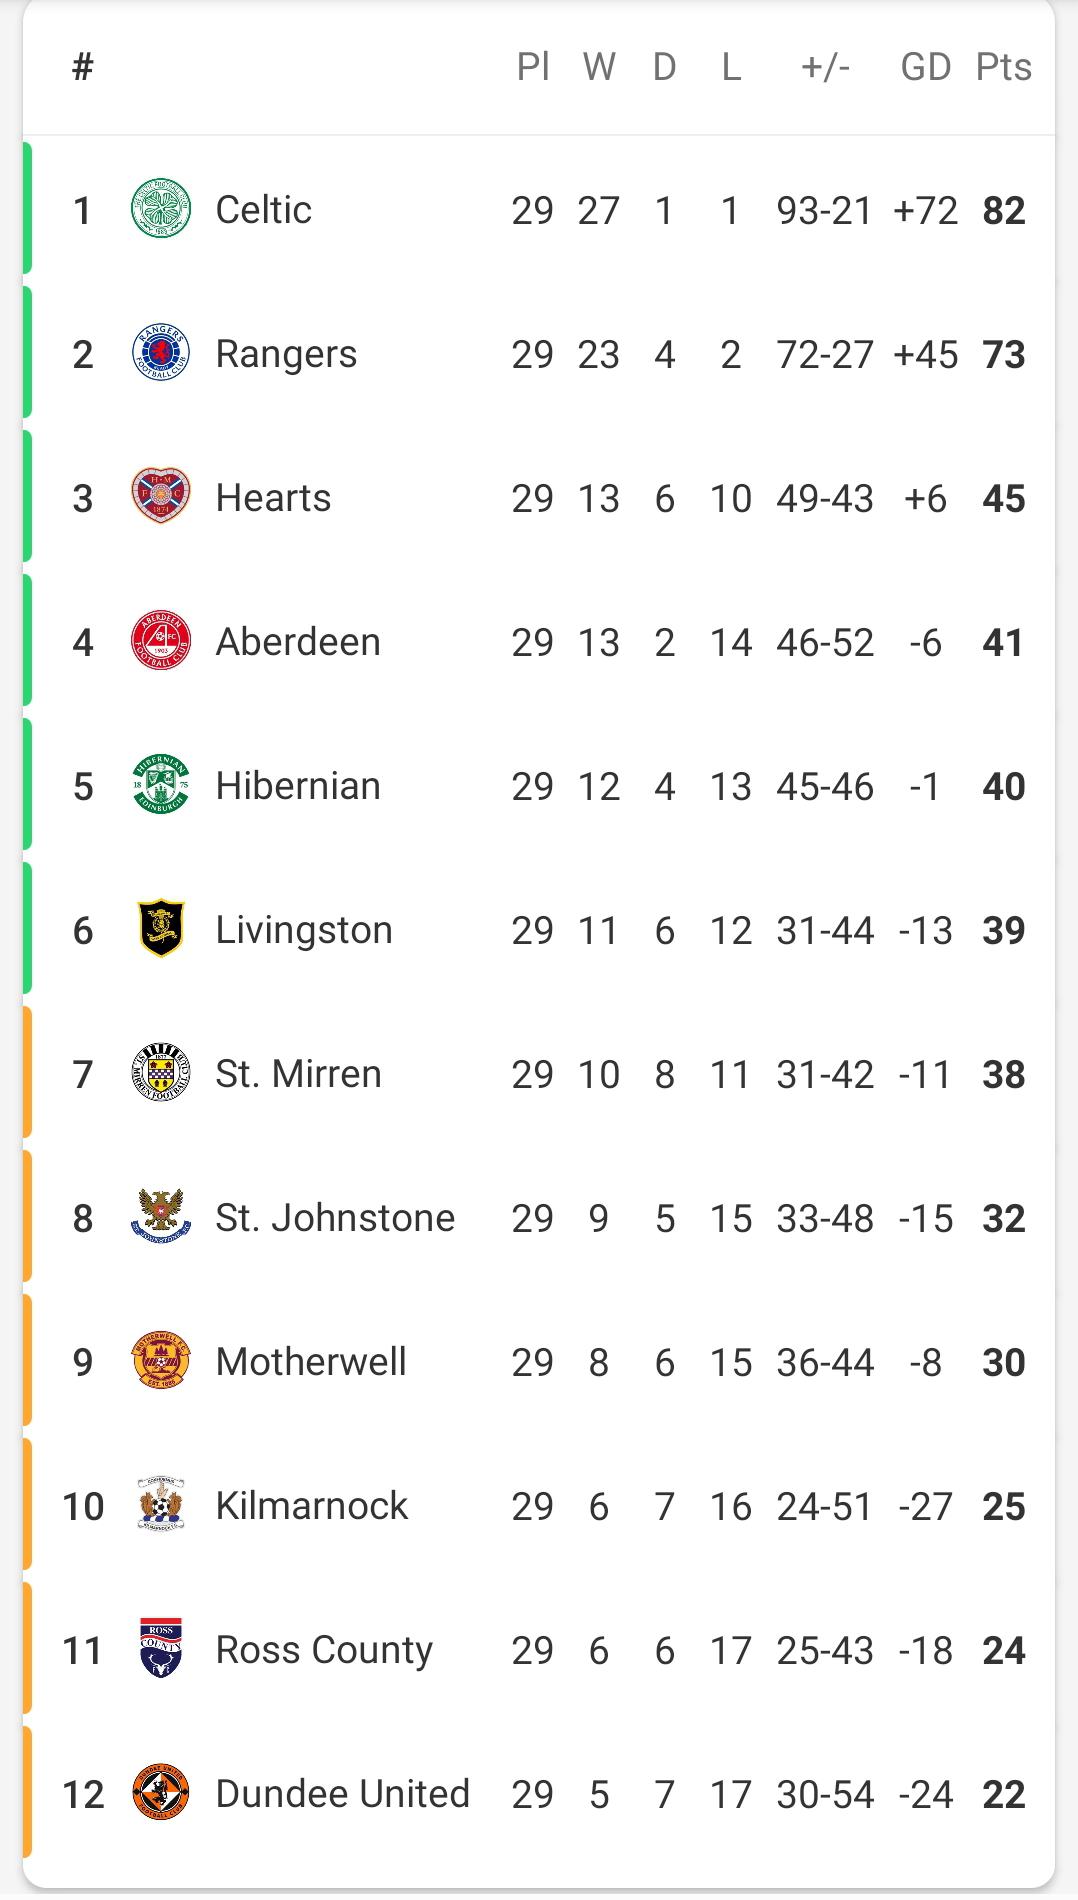 # Pl W D L +/- GD Pts
1 Celtic 29 27 1 1 93-21 +72 82
2 Rangers 29 23 4 2 72-27 +45 73
3 Hearts 29 13 6 10 49-43 +6 45
4 Aberdeen 29 13 2 14 46-52 -6 41
5 Hibernian 29 12 4 13 45-46 -1 40
6 Livingston 29 11 6 12 31-44 -13 39
7 St. Mirren 29 10 8 11 31-42 -11 38
8 St. Johnstone 29 9 5 15 33-48 -15 32
9 Motherwell 29 8 6 15 36-44 -8 30
10 Kilmarnock 29 6 7 16 24-51 -27 25
11 Ross County 29 6 6 17 25-43 -18 24
12 Dundee United 29 5 7 17 30-54 -24 22